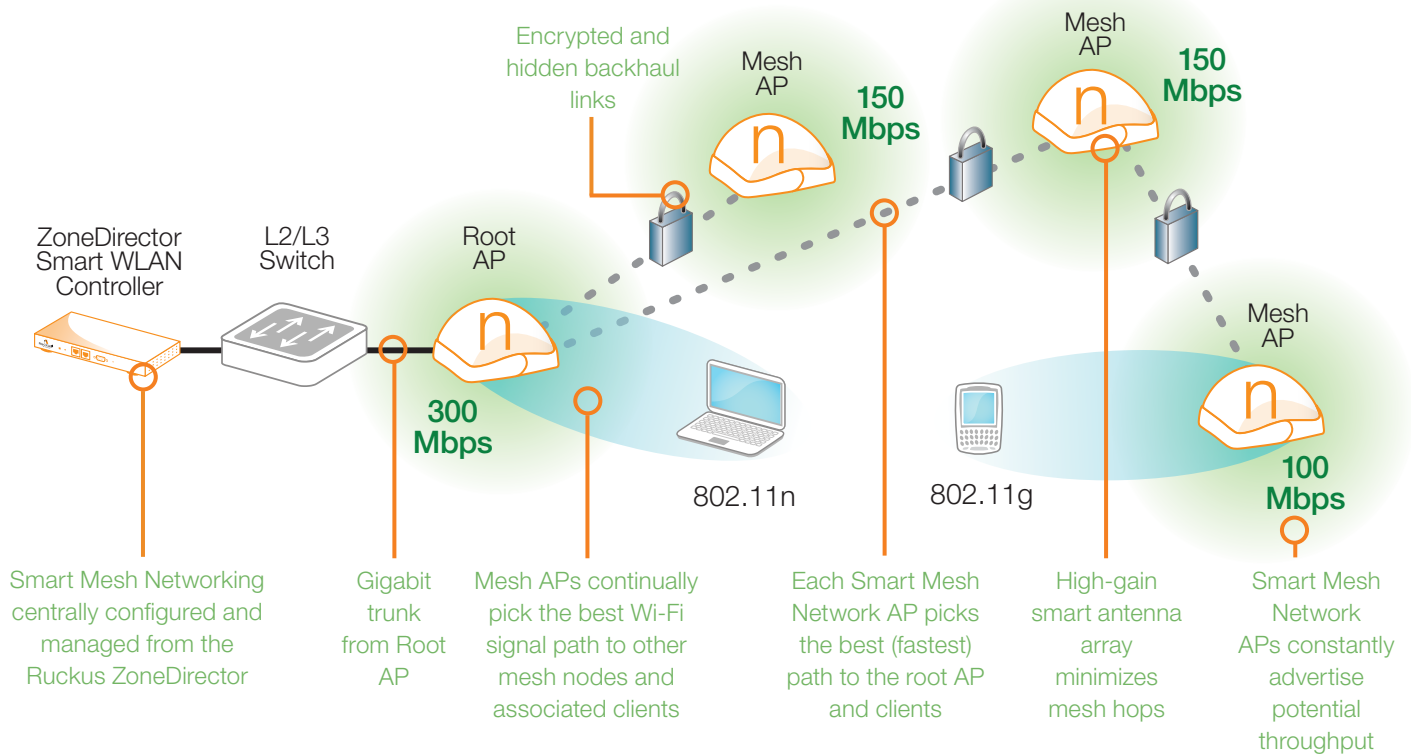 Encrypted and
hidden backhaul
links
Mesh
AP
150
Mbps
Mesh
AP
150
Mbps
ZoneDirector
Smart WLAN
Controller
L2/L3
Switch
Root
AP
n
n
n
300
Mbps
802.11n
802.11g
Mesh
AP
n
100
Mbps
Smart Mesh Networking
centrally configured and
managed from the
Ruckus ZoneDirector
Gigabit
trunk
from Root
AP
Mesh APs continually
pick the best Wi-Fi
signal path to other
mesh nodes and
associated clients
Each Smart Mesh
Network AP picks
the best (fastest)
path to the root AP
and clients
High-gain
smart antenna
array
minimizes
mesh hops
Smart Mesh
Network
APs constantly
advertise
potential
throughput